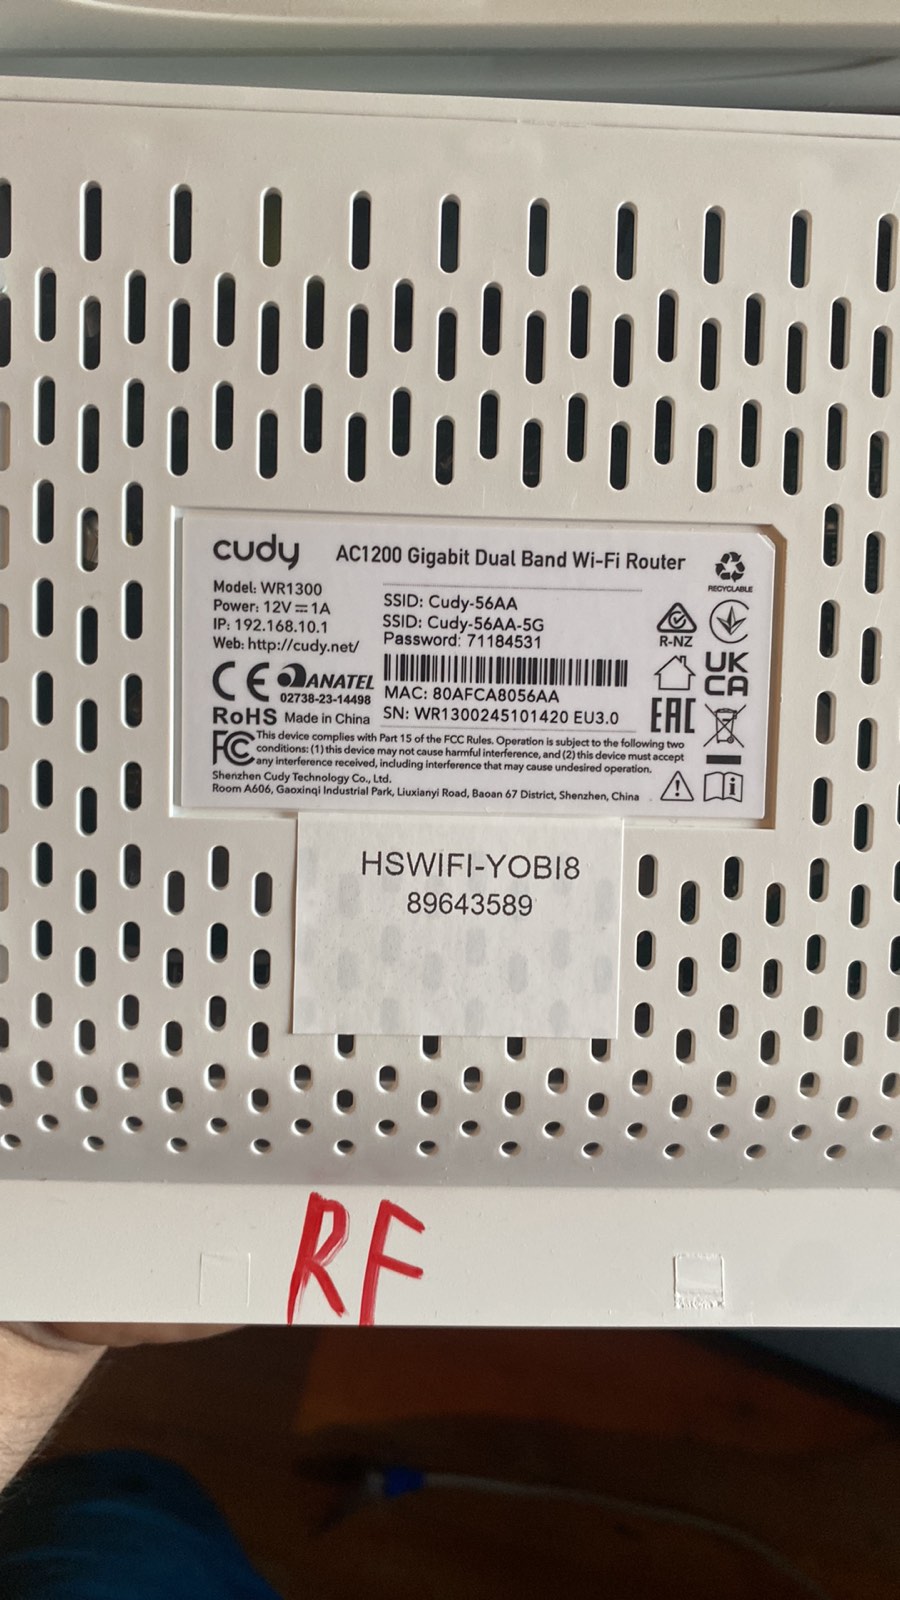 cudy
AC1200 Gigabit Dual Band Wi-Fi Router
Model: WR1300
Power: 12V⎓1A
IP: 192.168.10.1
Web: http://cudy.net/
SSID: Cudy-56AA
SSID: Cudy-56AA-5G
Password: 71184531
MAC: 80AFCA8056AA
SN: WR1300245101420 EU3.0
RECYCLABLE
R-NZ
CE ANATEL
02738-23-14498
RoHS Made in China
UK
CA
EAC
FC This device complies with Part 15 of the FCC Rules. Operation is subject to the following two
conditions: (1) this device may not cause harmful interference, and (2) this device must accept
any interference received, including interference that may cause undesired operation.
Shenzhen Cudy Technology Co., Ltd.
Room A606, Gaoxinqi Industrial Park, Liuxianyi Road, Baoan 67 District, Shenzhen, China
HSWIFI-YOBI8
89643589
RF